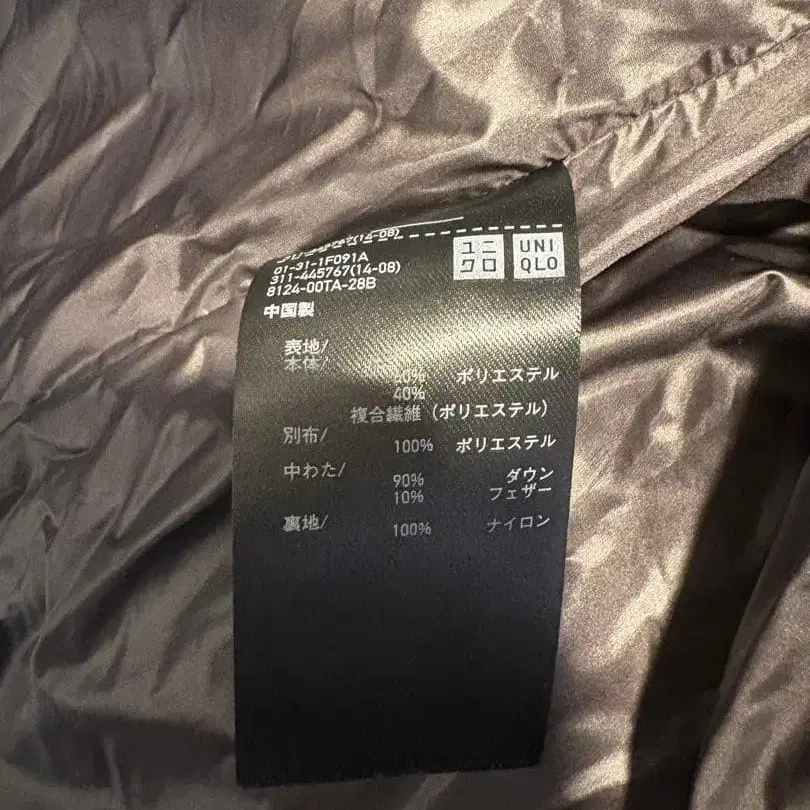 ユニ
クロ
UNI
QLO
01-31-1F091A
311-445767(14-08)
8124-00TA-28B
中国製
表地/
本体/
60% ポリエステル
40%
複合繊維(ポリエステル)
別布/
100% ポリエステル
中わた/
90% ダウン
10% フェザー
裏地/
100% ナイロン